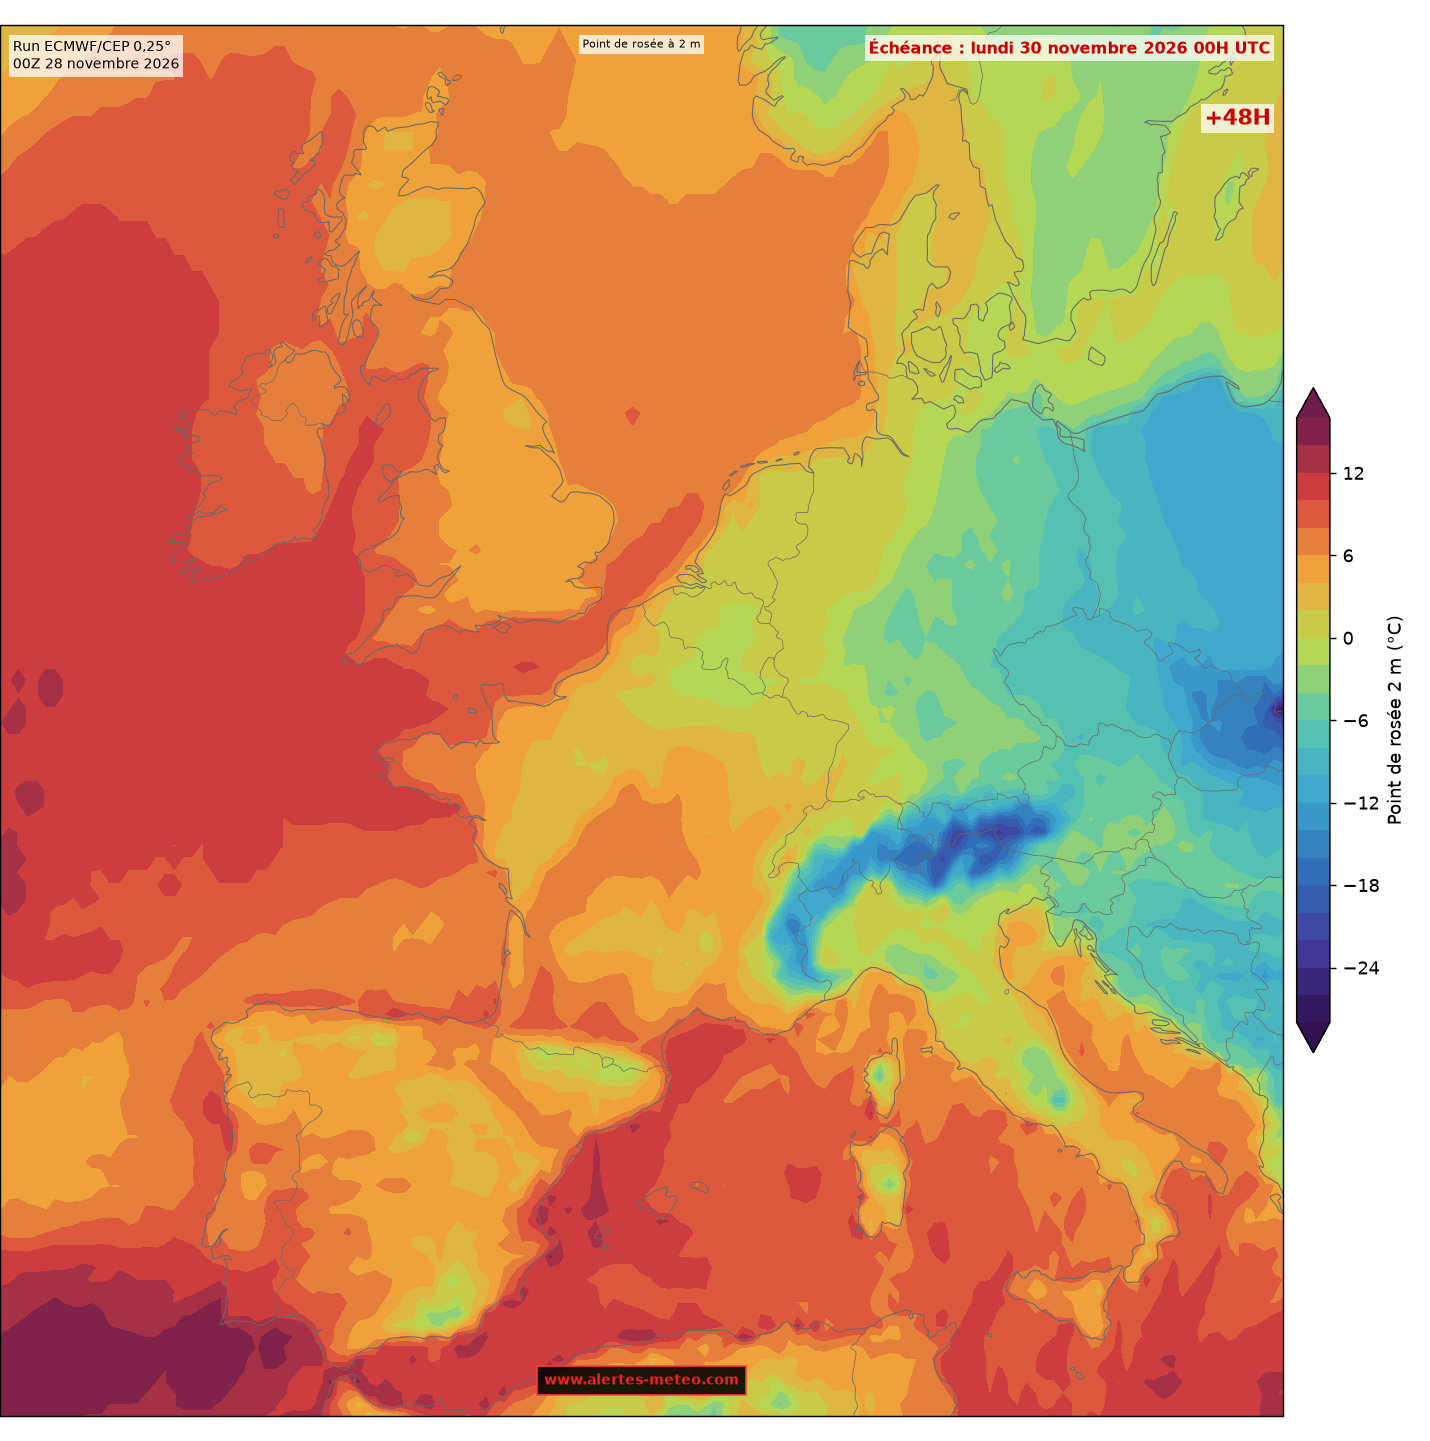 Run ECMWF/CEP 0,25°
00Z 28 novembre 2026
Point de rosée à 2 m
Échéance : lundi 30 novembre 2026 00H UTC
+48H
12
6
0
−6
−12
−18
−24
Point de rosée 2 m (°C)
www.alertes-meteo.com